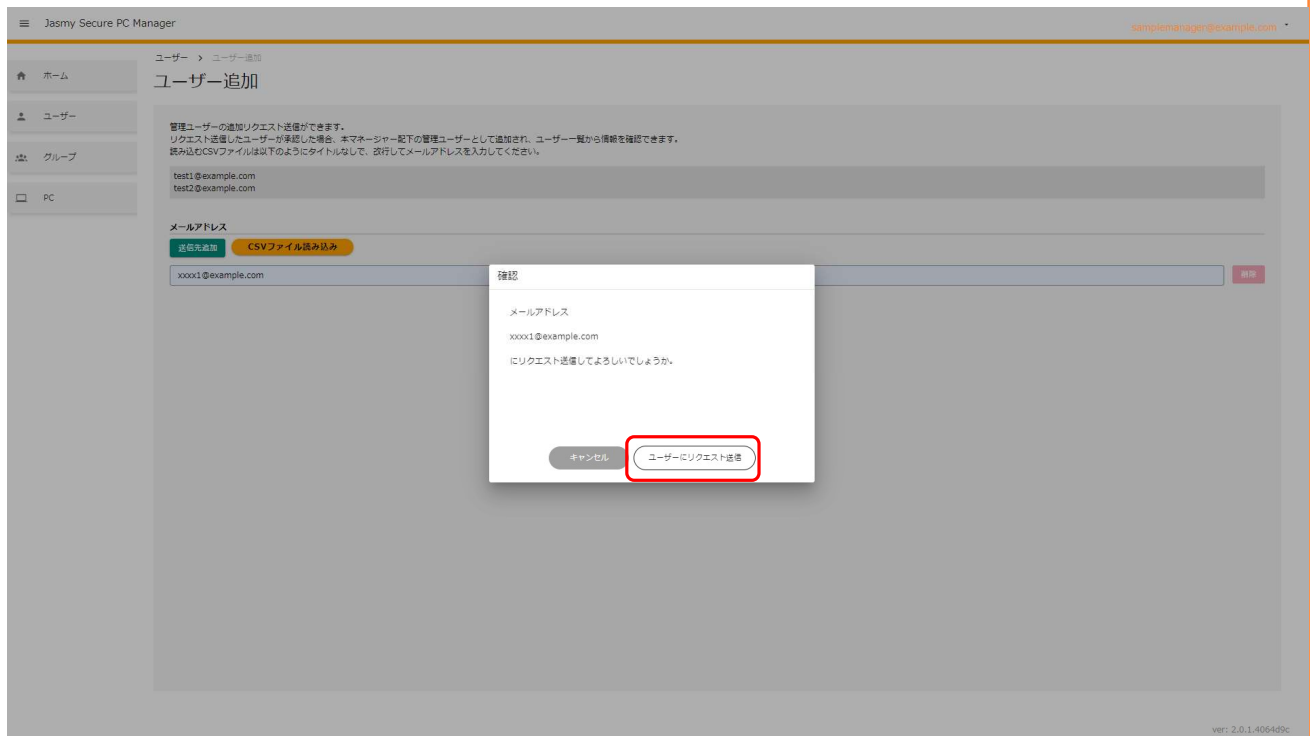 Jasmy Secure PC Manager
samplemanager@example.com
ホーム
ユーザー
グループ
PC
ユーザー > ユーザー追加
ユーザー追加
管理ユーザーの追加リクエスト送信ができます。
リクエスト送信したユーザーが承認した場合、本マネージャー配下の管理ユーザーとして追加され、ユーザー一覧から情報を確認できます。
読み込むCSVファイルは以下のようにタイトルなしで、改行してメールアドレスを入力してください。
test1@example.com
test2@example.com
メールアドレス
送信先追加 CSVファイル読み込み
xxxx1@example.com 削除
確認
メールアドレス
xxxx1@example.com
にリクエスト送信してよろしいでしょうか。
キャンセル ユーザーにリクエスト送信
ver: 2.0.1.4064d9c